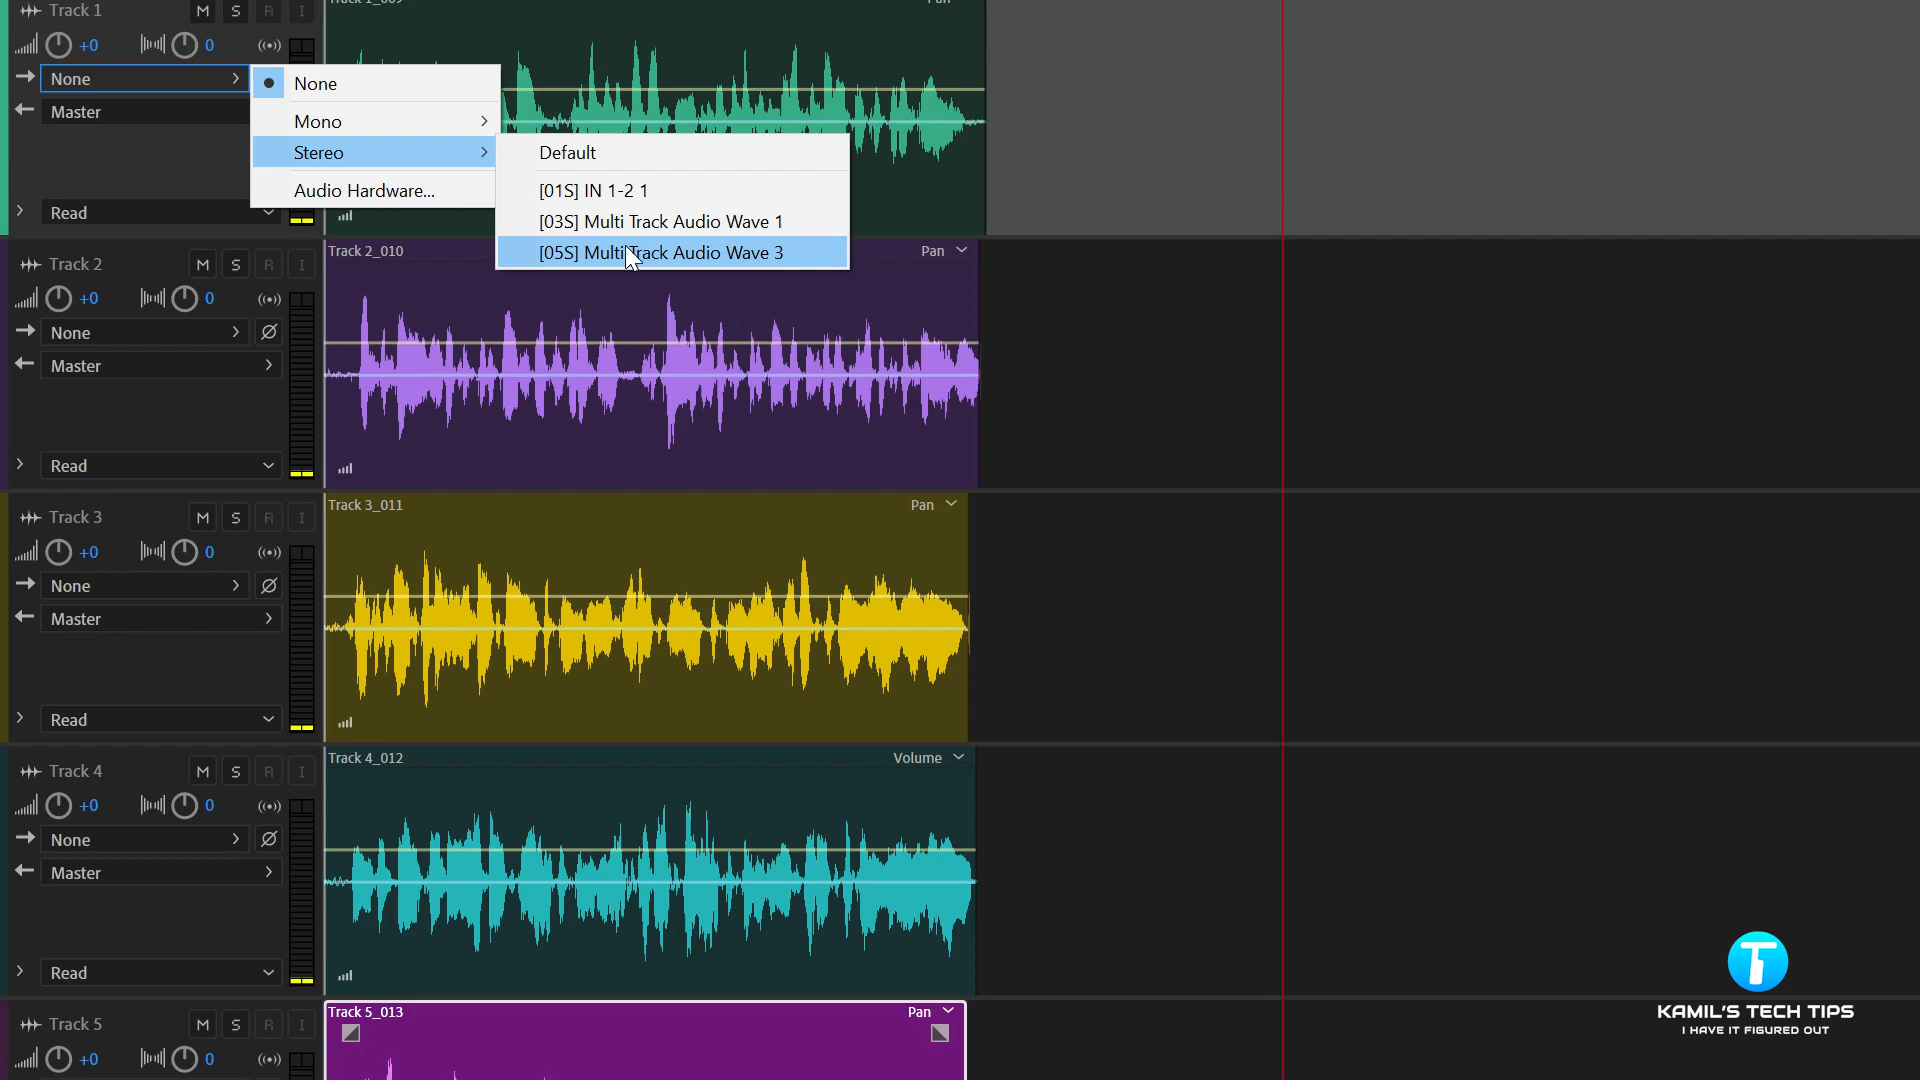 Track 1
M S R I
Track 1_009
Pan
+0
0
None
Master
Read
None
Mono
Stereo
Audio Hardware...
Default
[01S] IN 1-2 1
[03S] Multi Track Audio Wave 1
[05S] Multi Track Audio Wave 3
Track 2
M S R I
Track 2_010
Pan
+0
0
None
Master
Read
Track 3
M S R I
Track 3_011
Pan
+0
0
None
Master
Read
Track 4
M S R I
Track 4_012
Volume
+0
0
None
Master
Read
Track 5
M S R I
Track 5_013
Pan
+0
0
KAMIL'S TECH TIPS
I HAVE IT FIGURED OUT